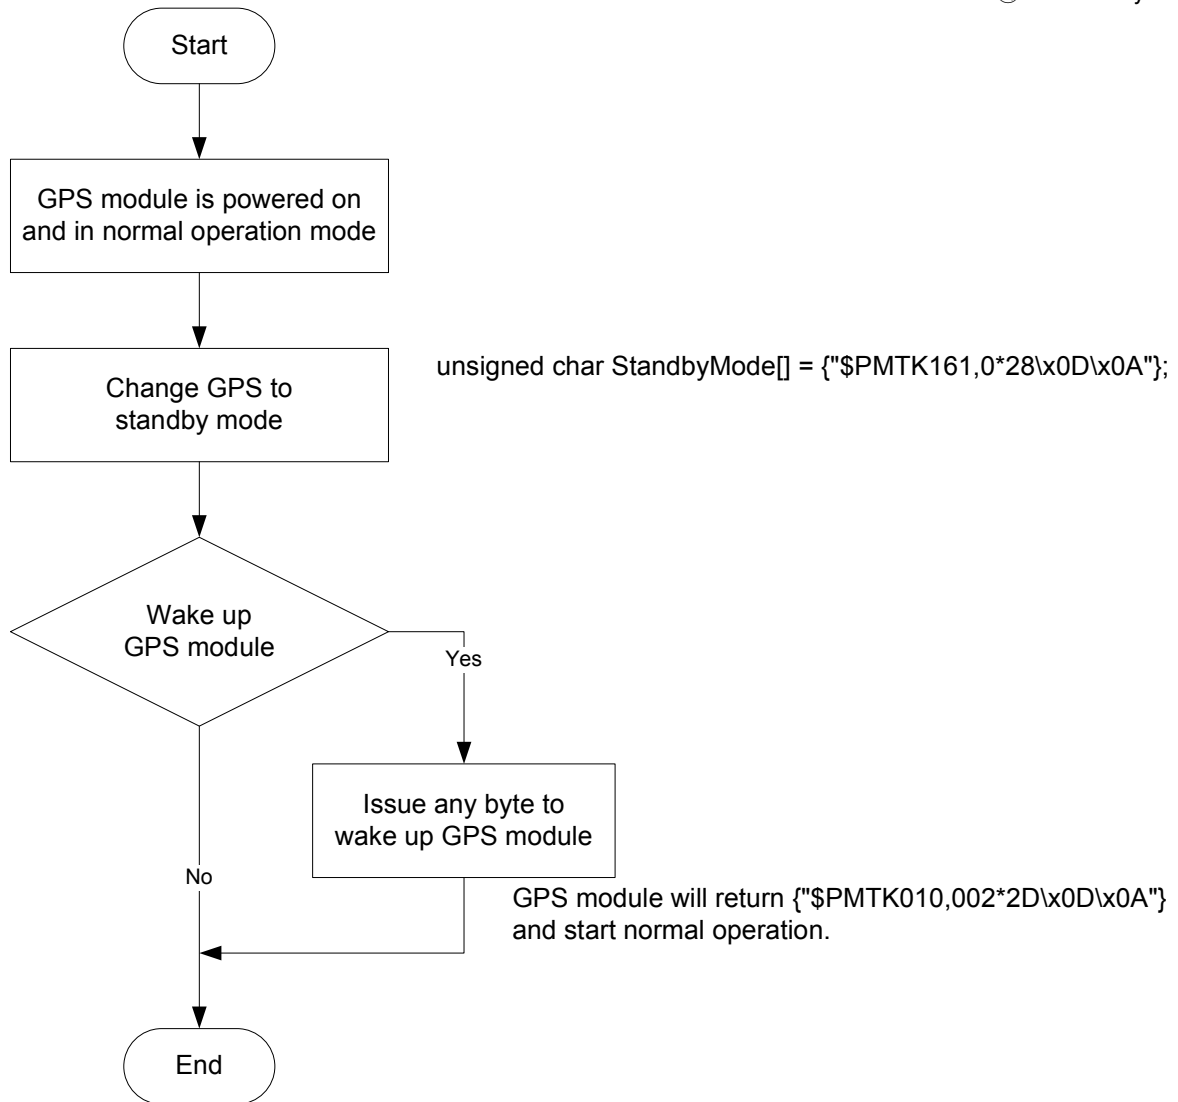 Start
GPS module is powered on
and in normal operation mode
Change GPS to
standby mode
unsigned char StandbyMode[] = {"$PMTK161,0*28\x0D\x0A"};
Wake up
GPS module
Yes
Issue any byte to
wake up GPS module
No
GPS module will return {"$PMTK010,002*2D\x0D\x0A"}
and start normal operation.
End